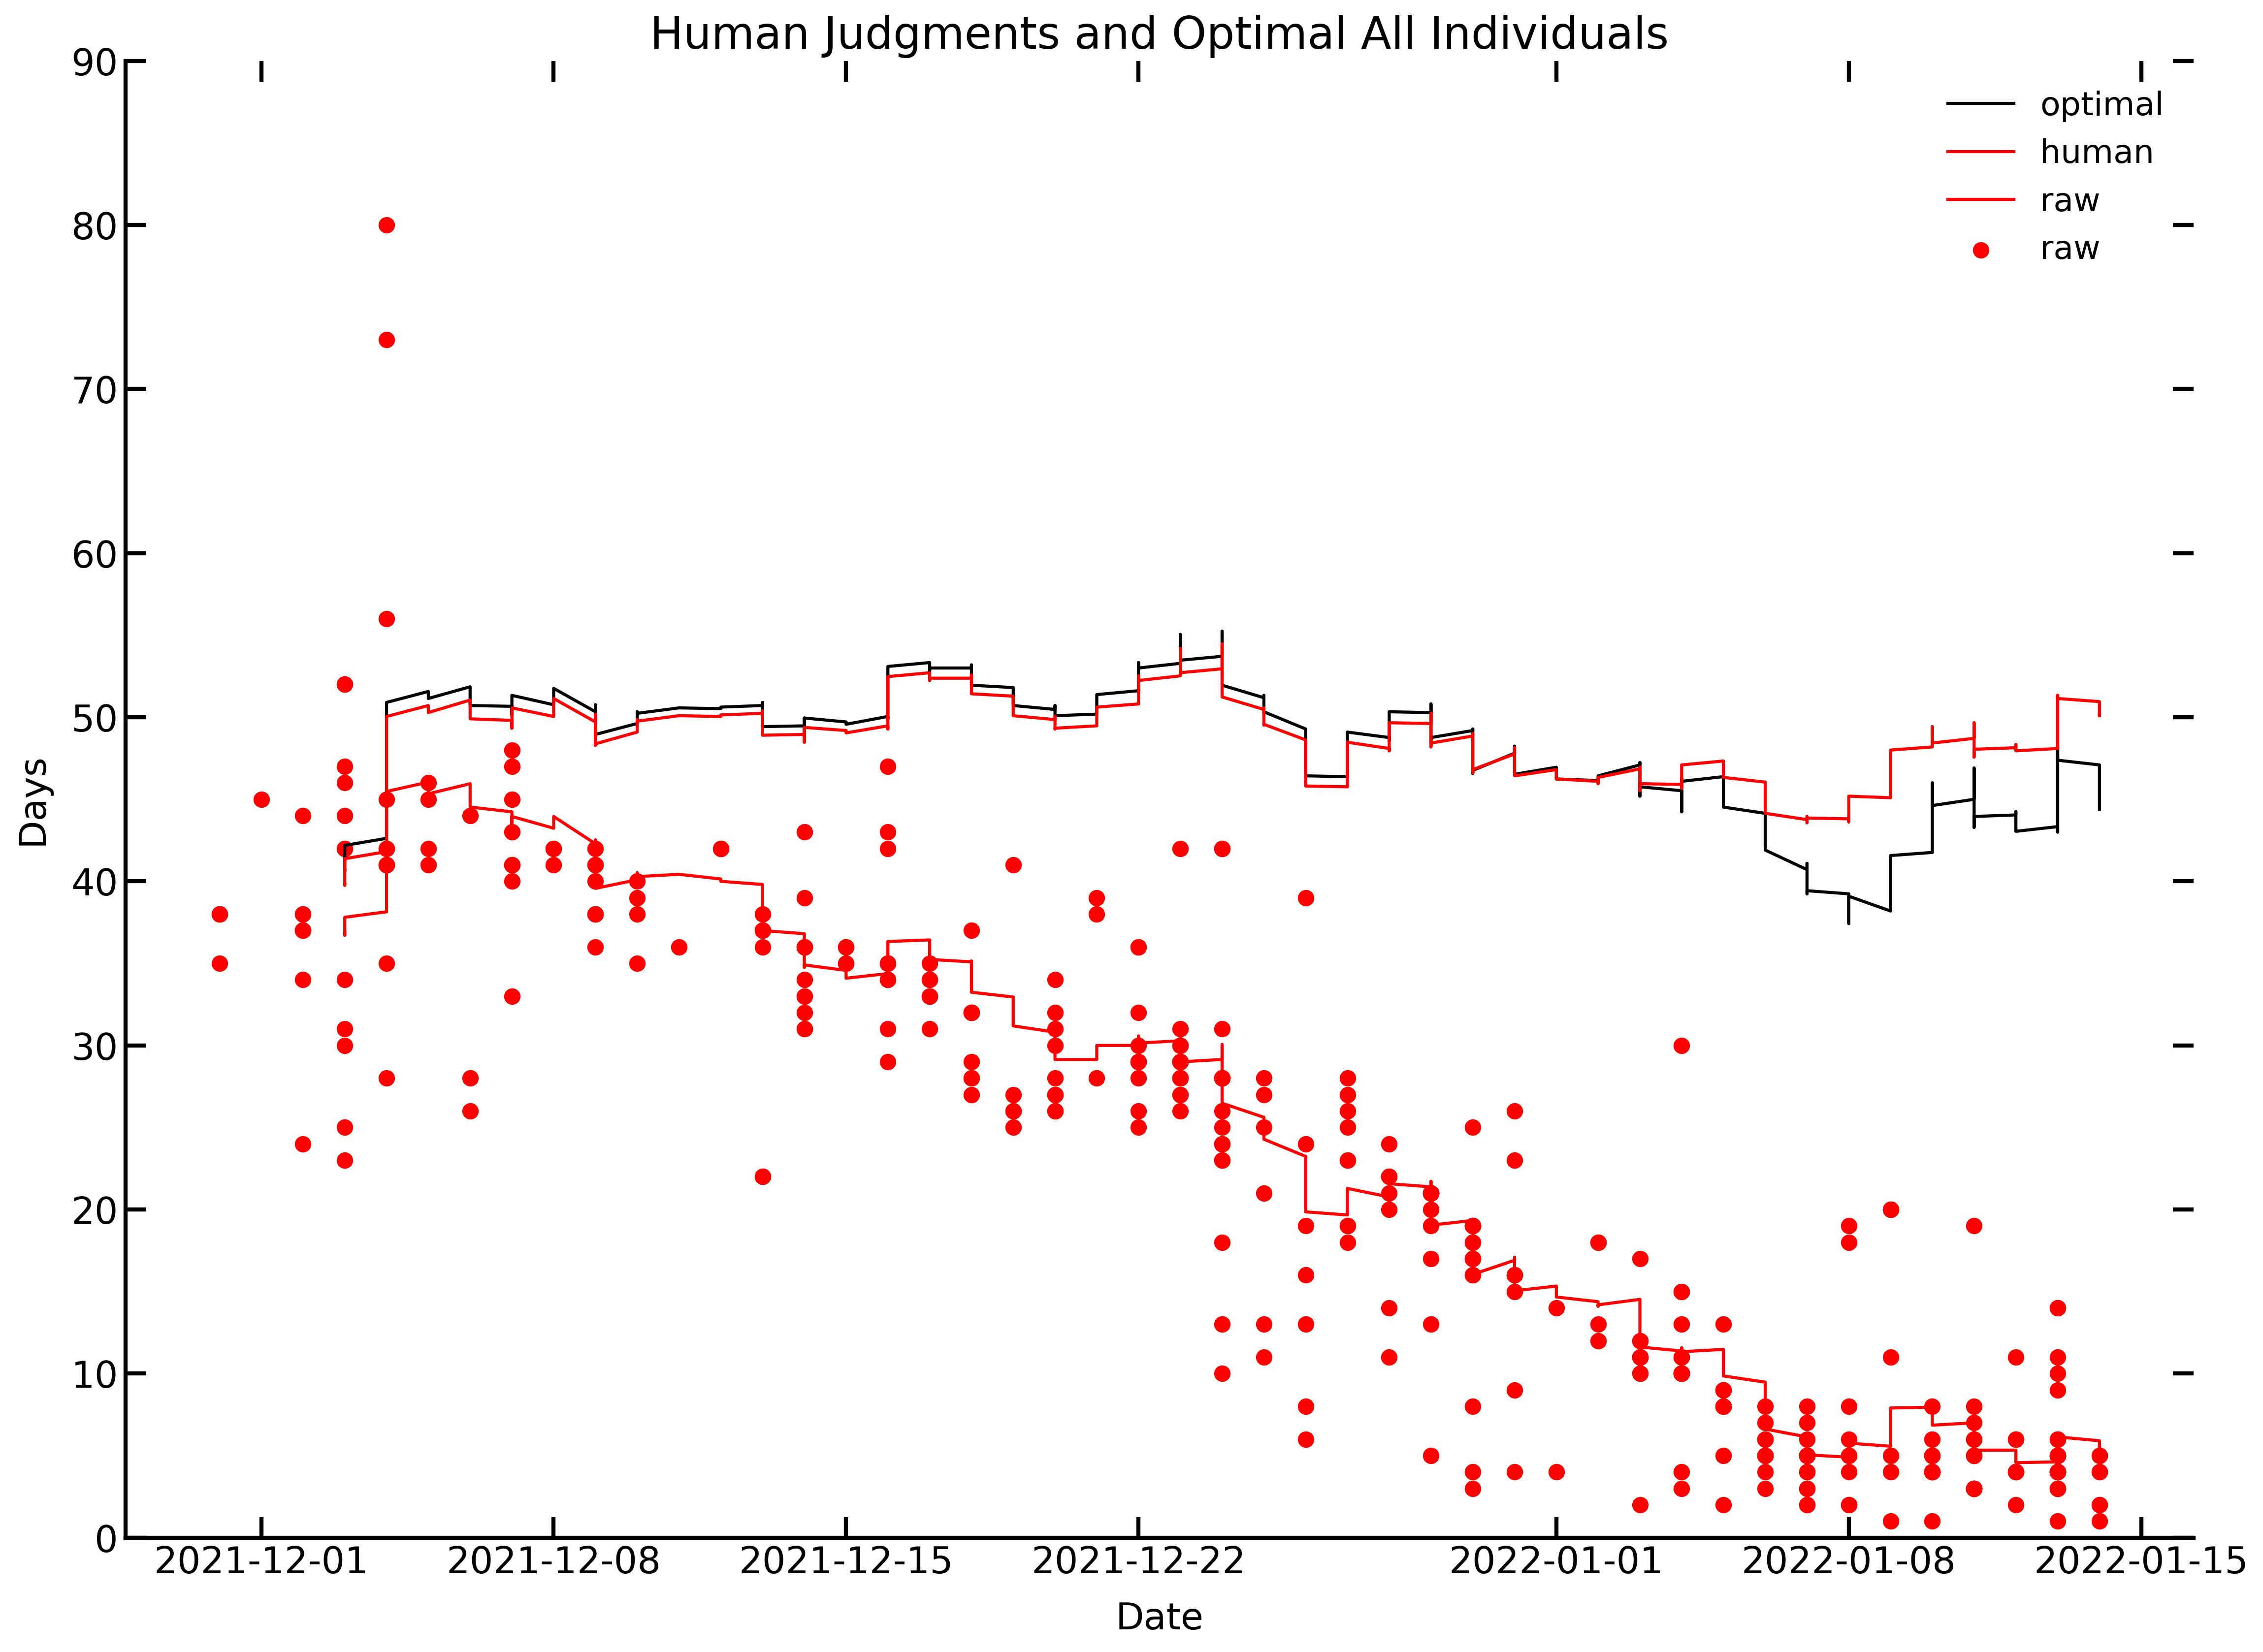 Human Judgments and Optimal All Individuals
90
80
70
60
50
40
30
20
10
0
Days
optimal
human
raw
raw
2021-12-01
2021-12-08
2021-12-15
2021-12-22
2022-01-01
2022-01-08
2022-01-15
Date